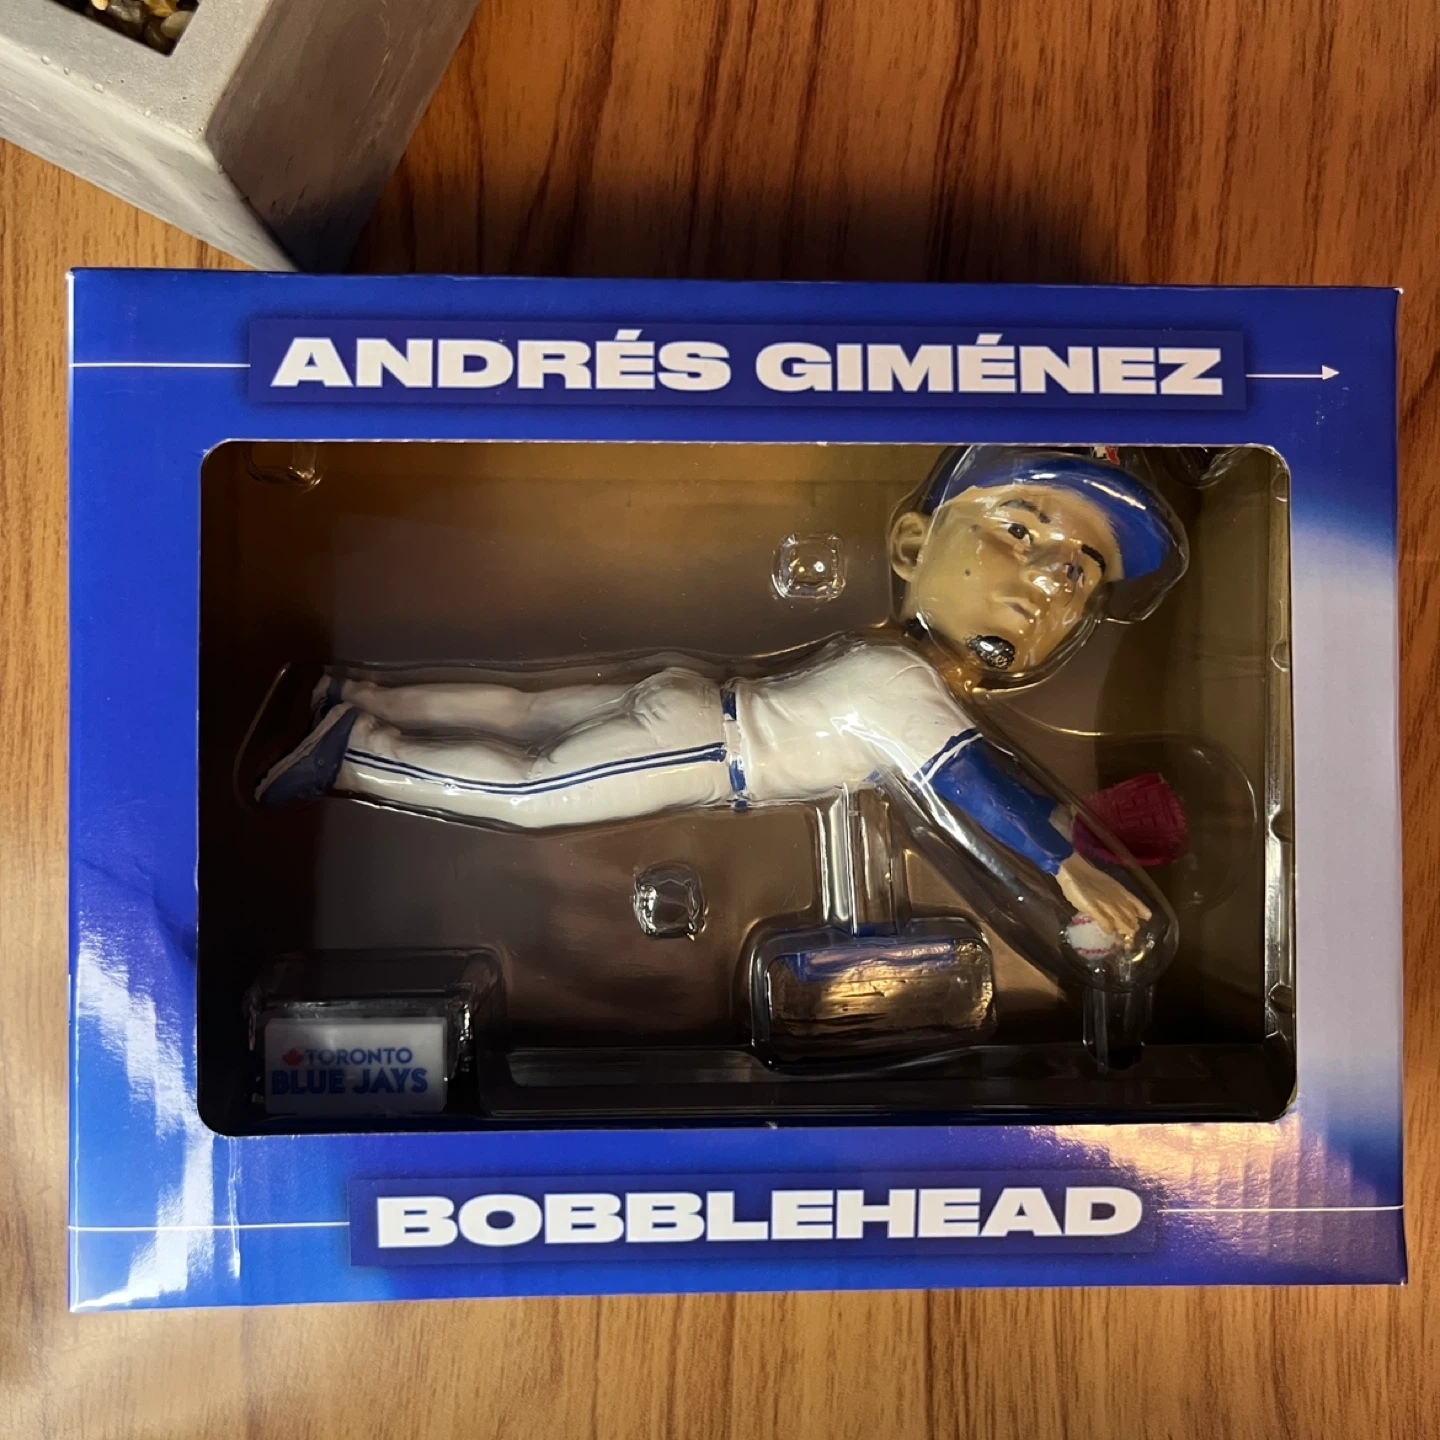 ANDRÉS GIMÉNEZ
TORONTO
BLUE JAYS
BOBBLEHEAD